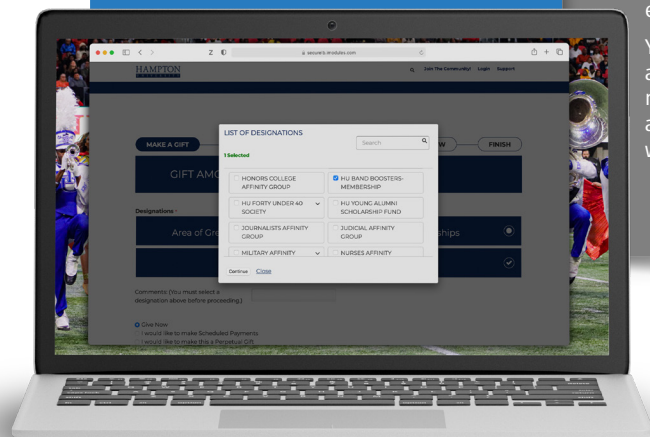 secureb.imodules.com
HAMPTON
UNIVERSITY
Join The Community! Login Support
MAKE A GIFT
W
FINISH
GIFT AMO
Designations
Area of Gre
ships
LIST OF DESIGNATIONS
Search
1 Selected
HONORS COLLEGE
AFFINITY GROUP
HU BAND BOOSTERS-
MEMBERSHIP
HU FORTY UNDER 40
SOCIETY
HU YOUNG ALUMNI
SCHOLARSHIP FUND
JOURNALISTS AFFINITY
GROUP
JUDICIAL AFFINITY
GROUP
MILITARY AFFINITY
NURSES AFFINITY
Continue Close
Comments: (You must select a
designation above before proceeding.)
Give Now
I would like to make Scheduled Payments
I would like to make this a Perpetual Gift